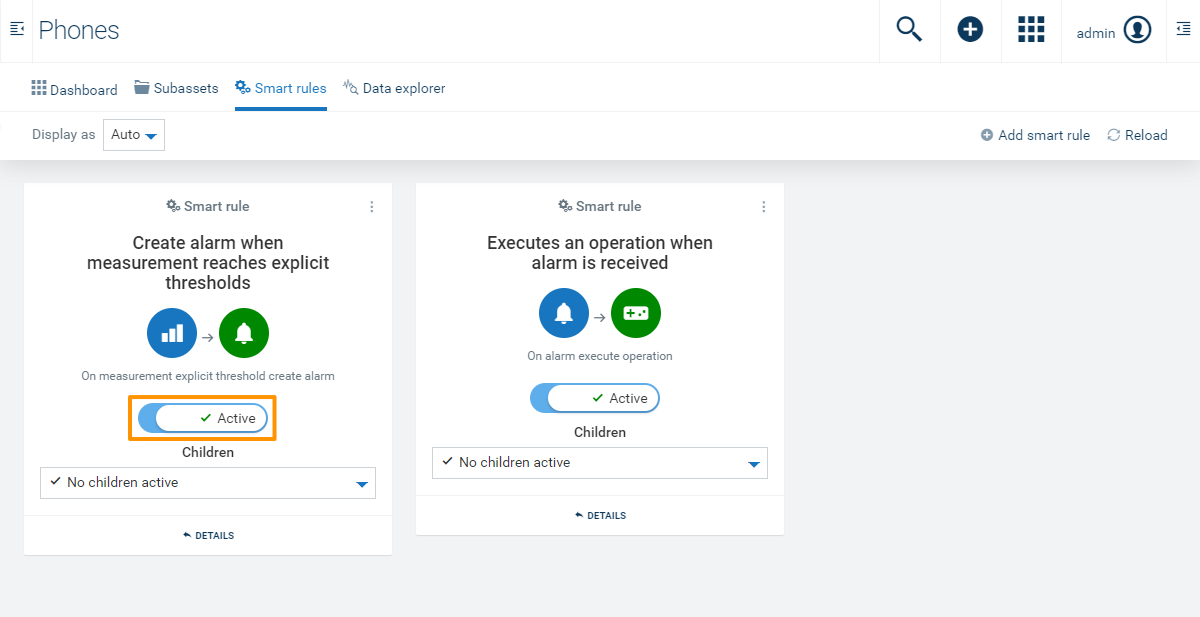 Phones
admin
Dashboard Subassets Smart rules Data explorer
Display as Auto Add smart rule Reload
Smart rule
Create alarm when
measurement reaches explicit
thresholds
On measurement explicit threshold create alarm
Active
Children
No children active
DETAILS
Smart rule
Executes an operation when
alarm is received
On alarm execute operation
Active
Children
No children active
DETAILS